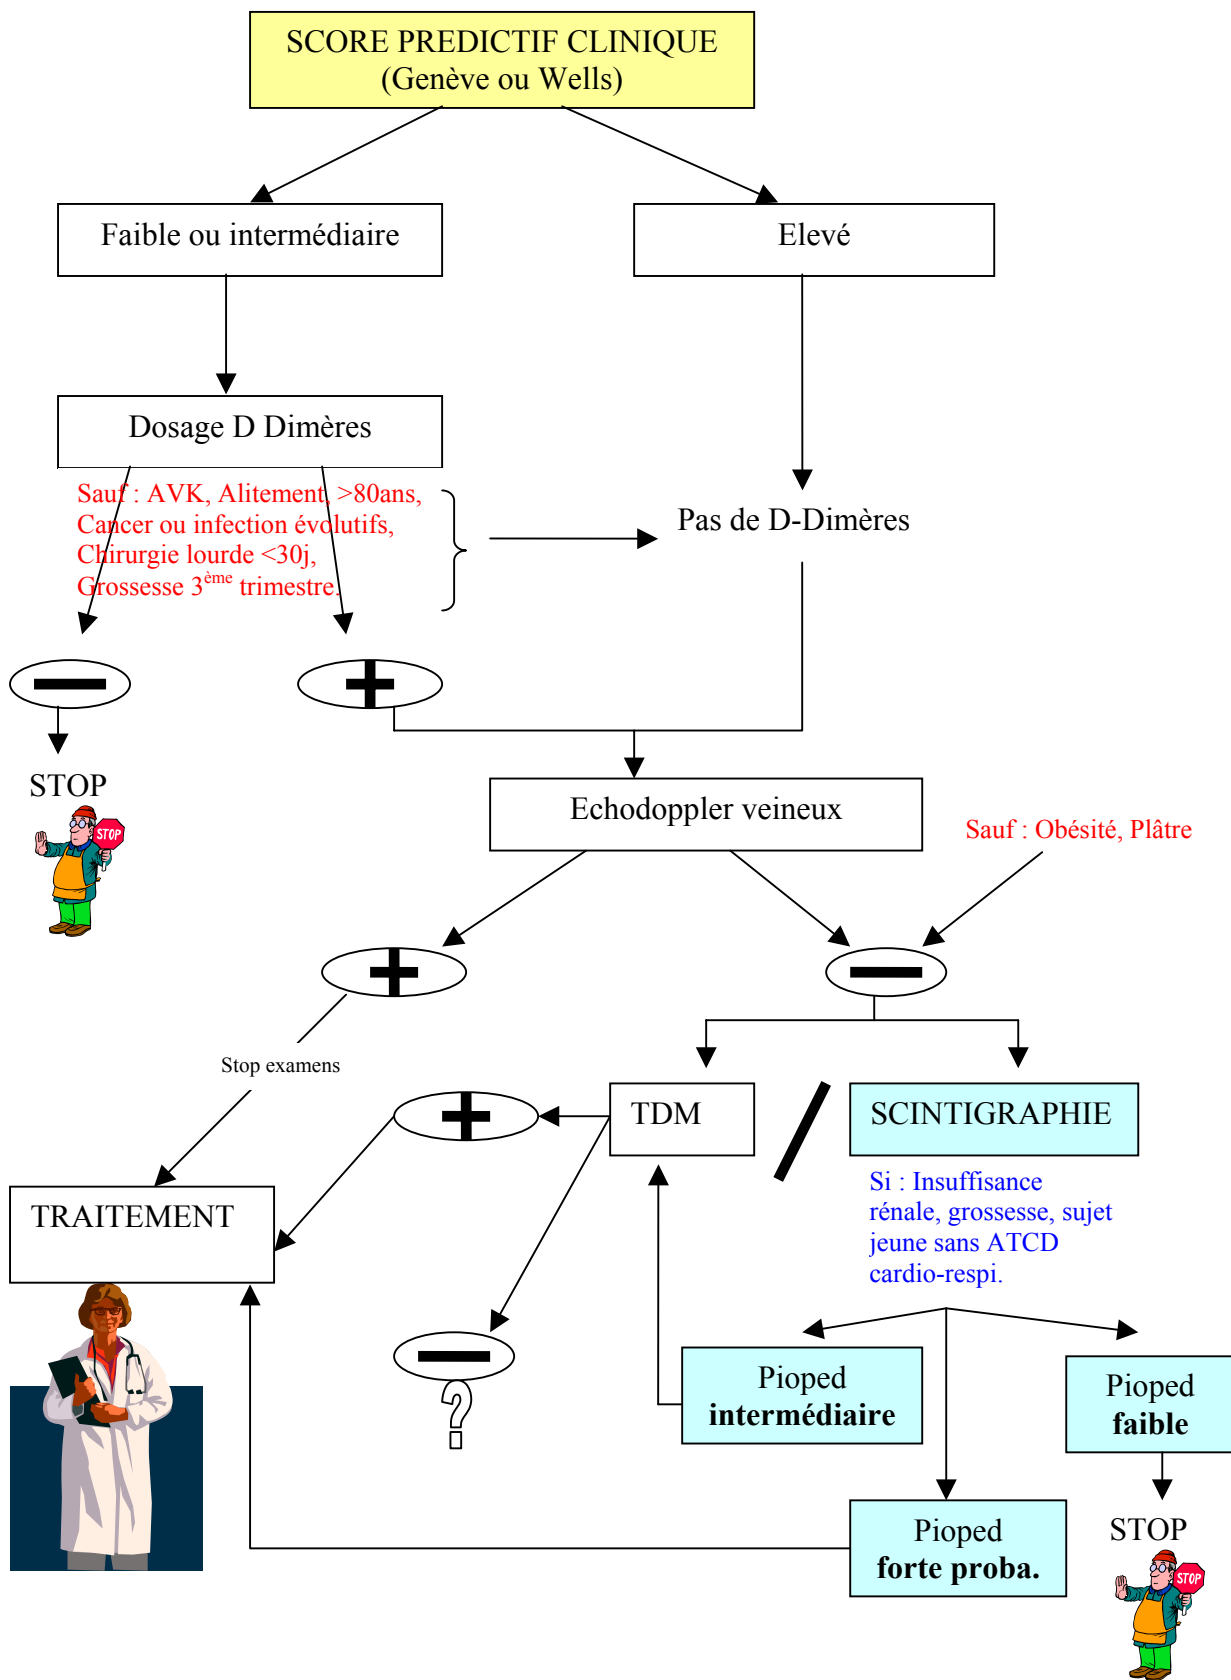 SCORE PREDICTIF CLINIQUE
(Genève ou Wells)
Faible ou intermédiaire
Elevé
Dosage D Dimères
Sauf : AVK, Alitement, >80ans,
Cancer ou infection évolutifs,
Chirurgie lourde <30j,
Grossesse 3ème trimestre.
Pas de D-Dimères
STOP
STOP
Echodoppler veineux
Sauf : Obésité, Plâtre
Stop examens
TDM
SCINTIGRAPHIE
Si : Insuffisance
rénale, grossesse, sujet
jeune sans ATCD
cardio-respi.
TRAITEMENT
?
Pioped
intermédiaire
Pioped
faible
Pioped
forte proba.
STOP
STOP